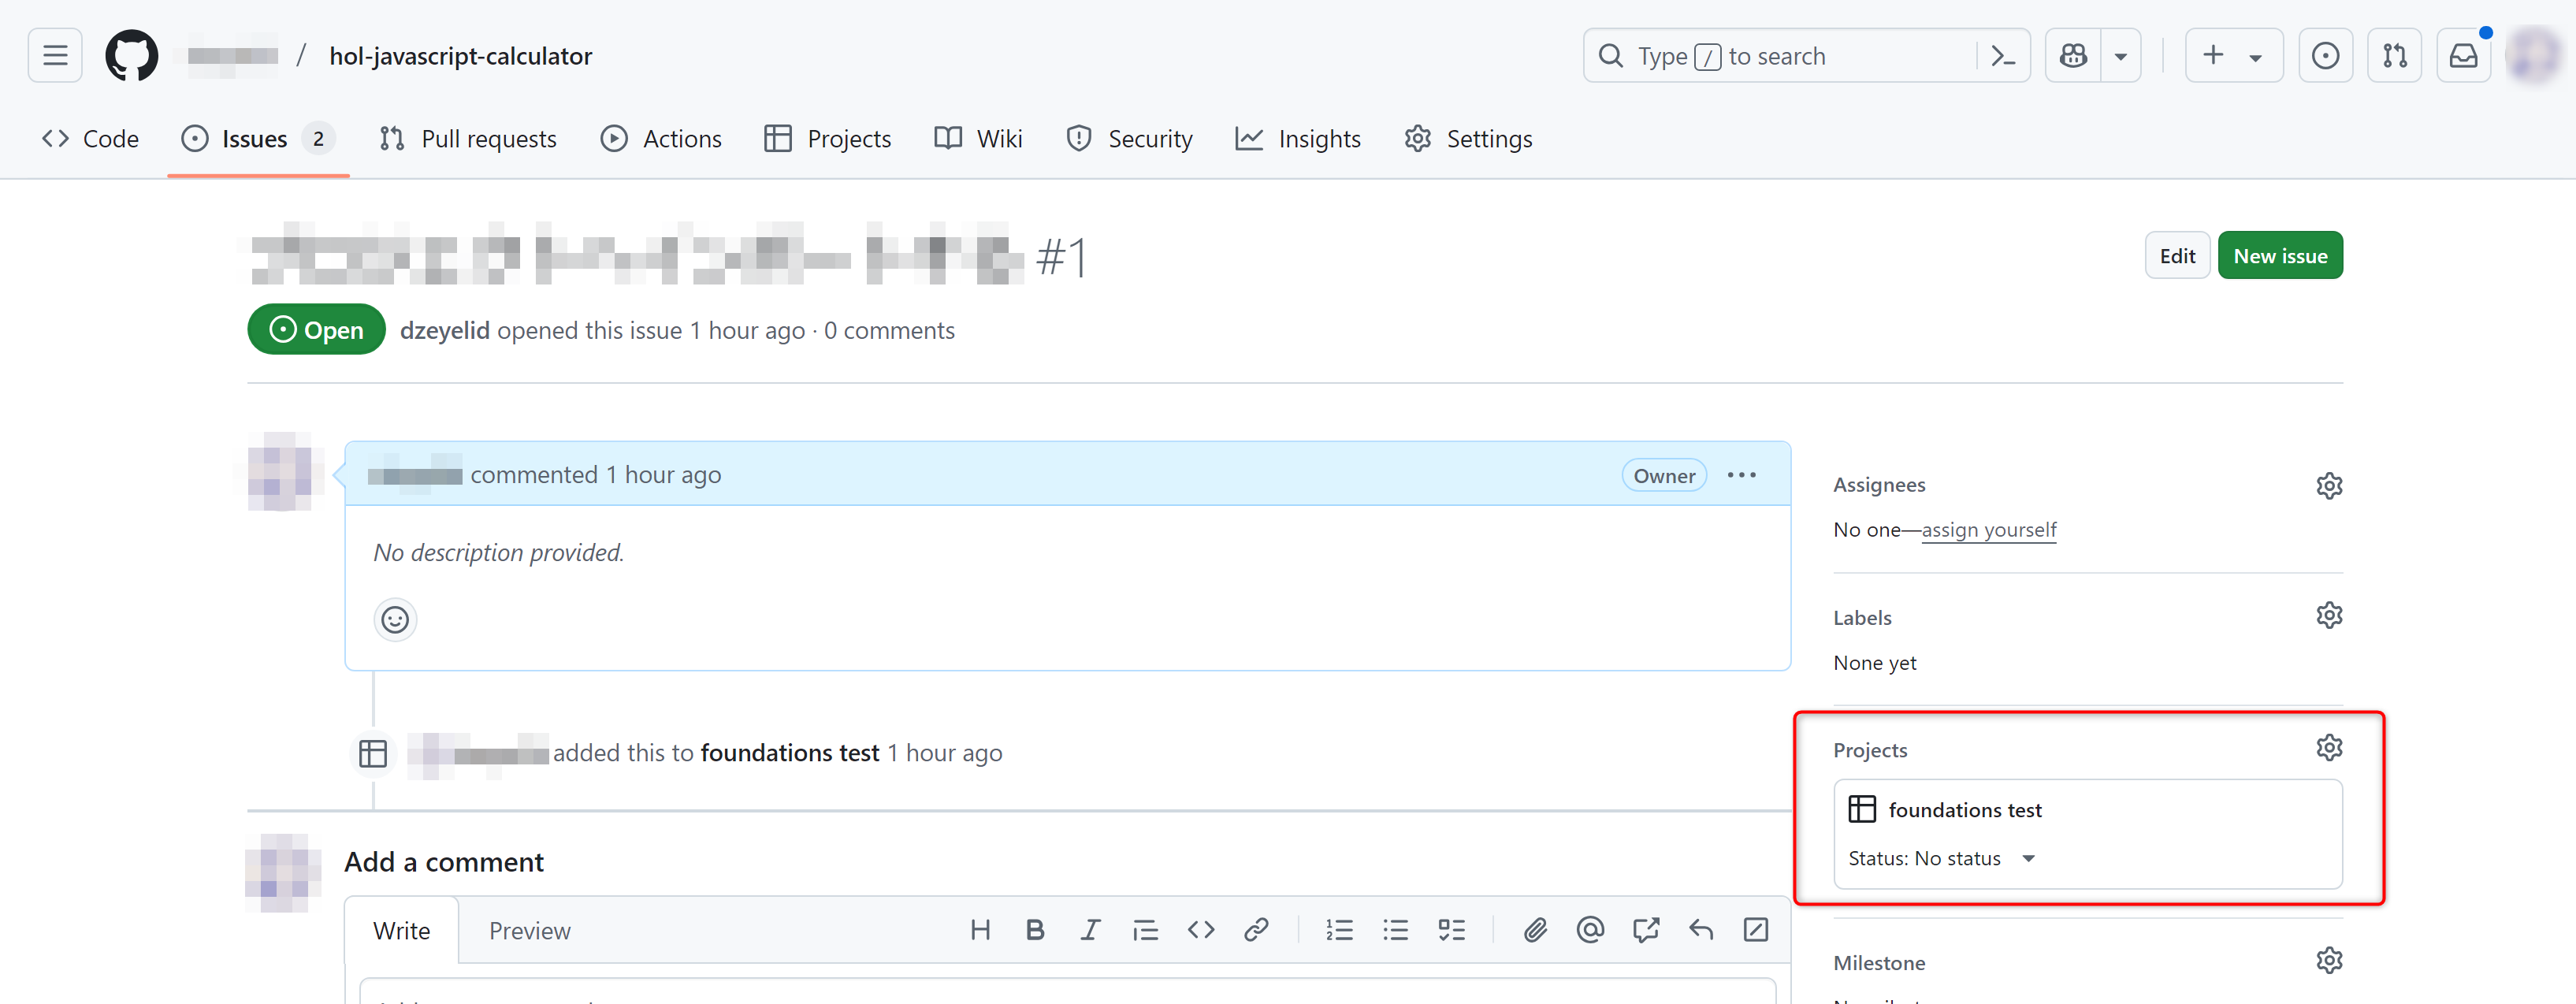 / hol-javascript-calculator
Type / to search
Code
Issues 2
Pull requests
Actions
Projects
Wiki
Security
Insights
Settings
#1
Edit
New issue
Open
dzeyelid opened this issue 1 hour ago · 0 comments
commented 1 hour ago
Owner
No description provided.
added this to foundations test 1 hour ago
Add a comment
Write
Preview
Assignees
No one—assign yourself
Labels
None yet
Projects
foundations test
Status: No status
Milestone